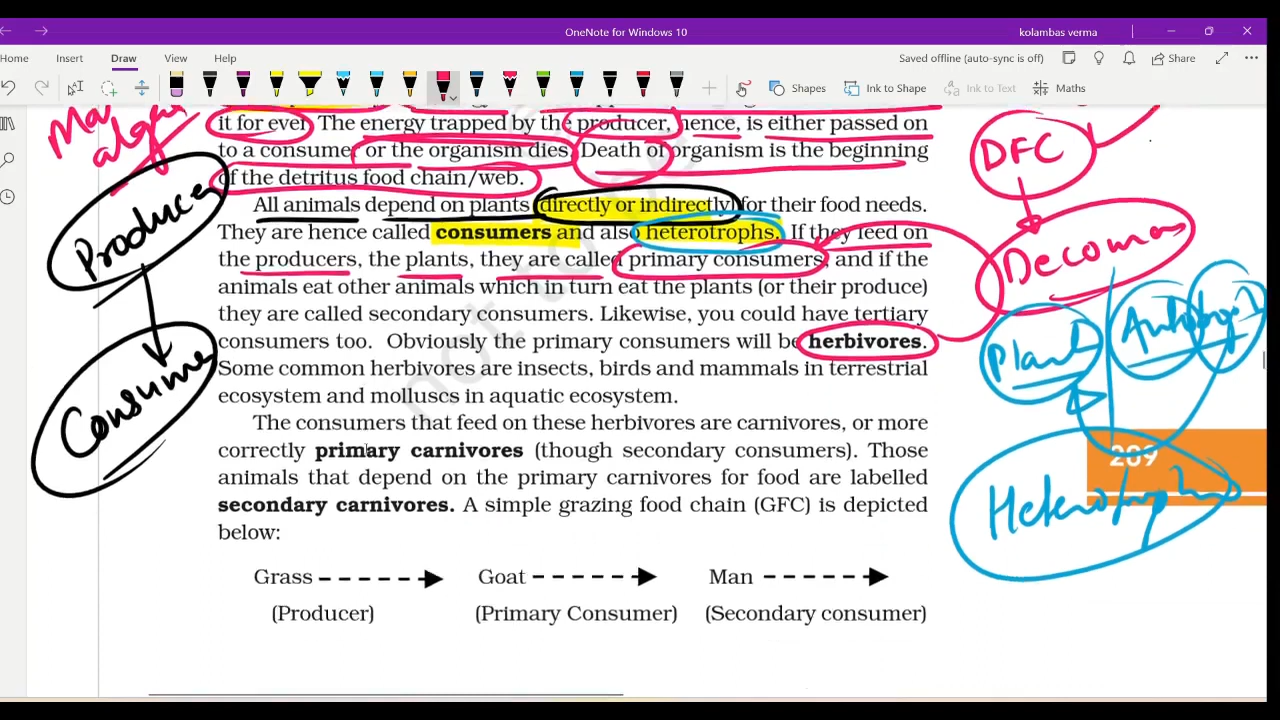 OneNote for Windows 10
kolambas verma
Home Insert Draw View Help
Saved offline (auto-sync is off)
Share
Shapes
Ink to Shape
Ink to Text
Maths
algae
it for ever. The energy trapped by the producer, hence, is either passed on
to a consumer or the organism dies. Death of organism is the beginning
of the detritus food chain/web.
All animals depend on plants (directly or indirectly) for their food needs.
They are hence called consumers and also heterotrophs. If they feed on
the producers, the plants, they are called primary consumers, and if the
animals eat other animals which in turn eat the plants (or their produce)
they are called secondary consumers. Likewise, you could have tertiary
consumers too. Obviously the primary consumers will be herbivores.
Some common herbivores are insects, birds and mammals in terrestrial
ecosystem and molluscs in aquatic ecosystem.
The consumers that feed on these herbivores are carnivores, or more
correctly primary carnivores (though secondary consumers). Those
animals that depend on the primary carnivores for food are labelled
secondary carnivores. A simple grazing food chain (GFC) is depicted
below:
Grass Goat Man
(Producer) (Primary Consumer) (Secondary consumer)
Producer
Consumer
DFC
Plant
209